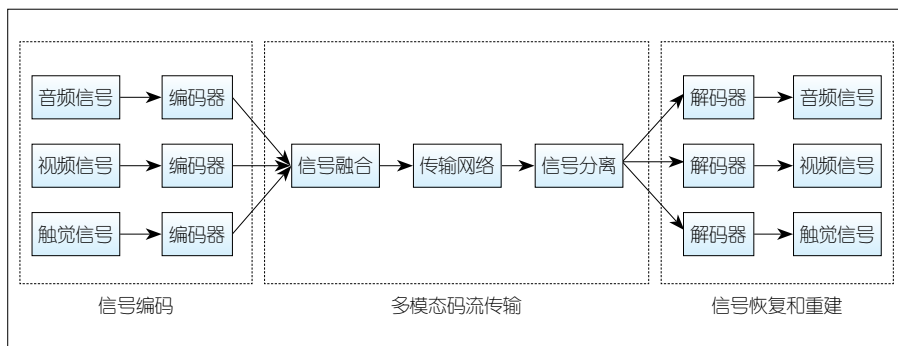 音频信号 编码器 解码器 音频信号
视频信号 编码器 信号融合 传输网络 信号分离 解码器 视频信号
触觉信号 编码器 解码器 触觉信号
信号编码 多模态码流传输 信号恢复和重建